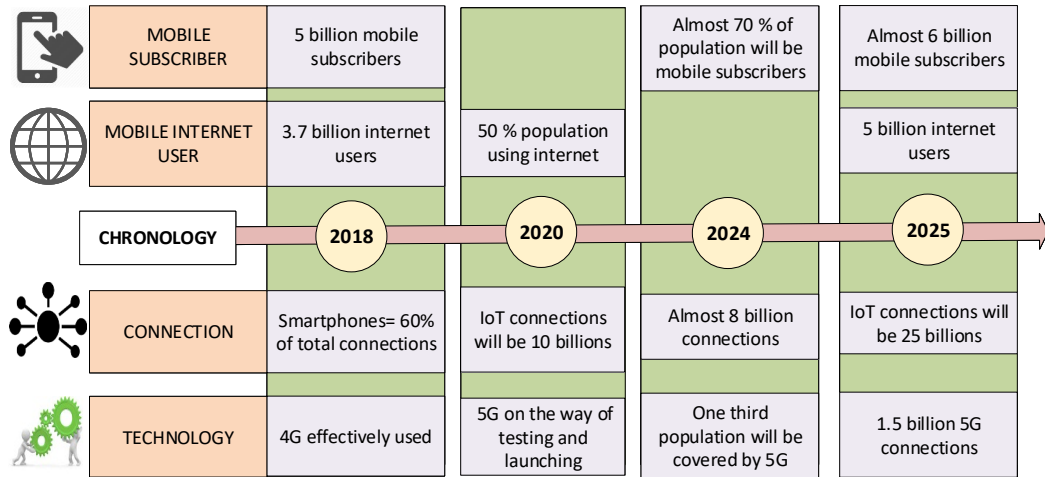 MOBILE
SUBSCRIBER
5 billion mobile
subscribers
Almost 70 % of
population will be
mobile subscribers
Almost 6 billion
mobile subscribers
MOBILE INTERNET
USER
3.7 billion internet
users
50 % population
using internet
5 billion internet
users
CHRONOLOGY
2018
2020
2024
2025
CONNECTION
Smartphones= 60%
of total connections
IoT connections
will be 10 billions
Almost 8 billion
connections
IoT connections will
be 25 billions
TECHNOLOGY
4G effectively used
5G on the way of
testing and
launching
One third
population will be
covered by 5G
1.5 billion 5G
connections